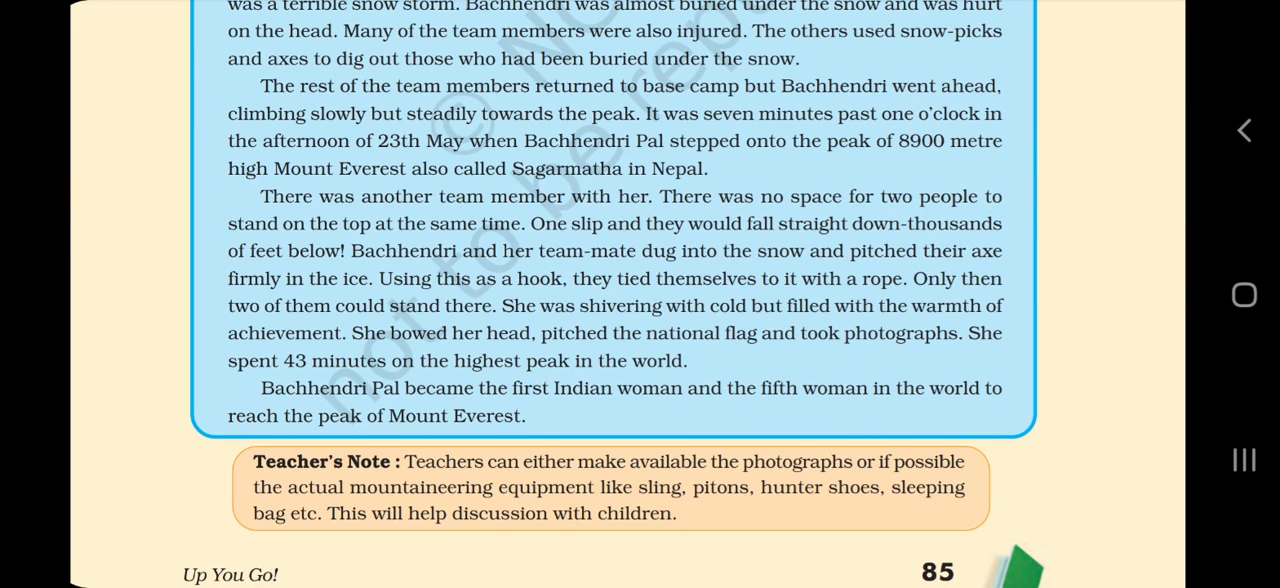 was a terrible snow storm. Bachhendri was almost buried under the snow and was hurt
on the head. Many of the team members were also injured. The others used snow-picks
and axes to dig out those who had been buried under the snow.
The rest of the team members returned to base camp but Bachhendri went ahead,
climbing slowly but steadily towards the peak. It was seven minutes past one o'clock in
the afternoon of 23th May when Bachhendri Pal stepped onto the peak of 8900 metre
high Mount Everest also called Sagarmatha in Nepal.
There was another team member with her. There was no space for two people to
stand on the top at the same time. One slip and they would fall straight down-thousands
of feet below! Bachhendri and her team-mate dug into the snow and pitched their axe
firmly in the ice. Using this as a hook, they tied themselves to it with a rope. Only then
two of them could stand there. She was shivering with cold but filled with the warmth of
achievement. She bowed her head, pitched the national flag and took photographs. She
spent 43 minutes on the highest peak in the world.
Bachhendri Pal became the first Indian woman and the fifth woman in the world to
reach the peak of Mount Everest.
Teacher's Note : Teachers can either make available the photographs or if possible
the actual mountaineering equipment like sling, pitons, hunter shoes, sleeping
bag etc. This will help discussion with children.
Up You Go!
85
© N
not to be rep